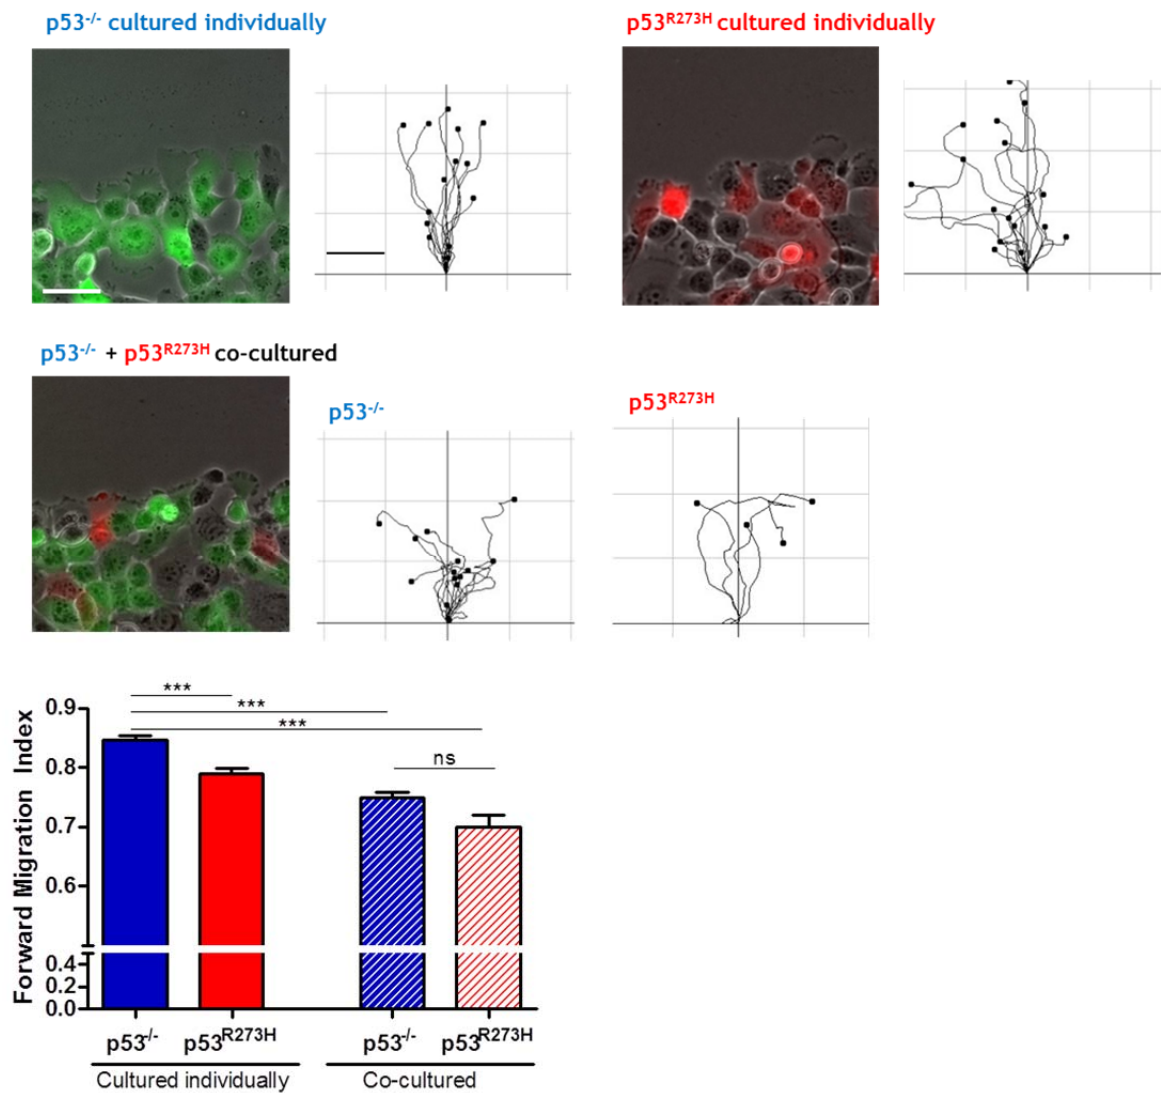 p53-/- cultured individually
p53R273H cultured individually
p53-/- + p53R273H co-cultured
p53-/-
p53R273H
***
***
***
ns
Forward Migration Index
0.9
0.8
0.7
0.6
0.4
0.2
0.0
p53-/- p53R273H p53-/- p53R273H
Cultured individually Co-cultured